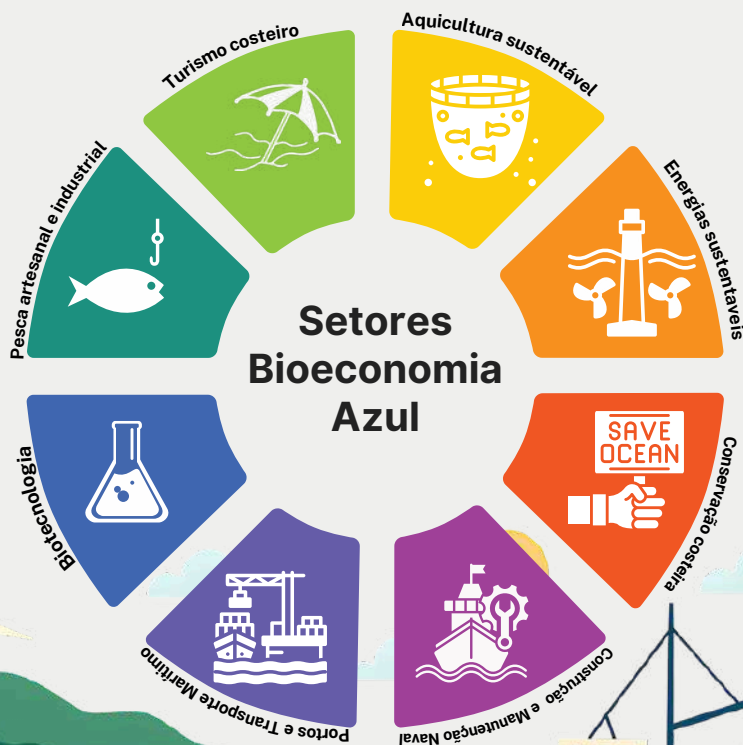 Turismo costeiro
Aquicultura sustentável
Pesca artesanal e industrial
Energias sustentaveis
Setores
Bioeconomia
Azul
SAVE
OCEAN
Biotecnologia
Conservação costeira
Portos e Transporte Marítimo
Construção e Manutenção Naval